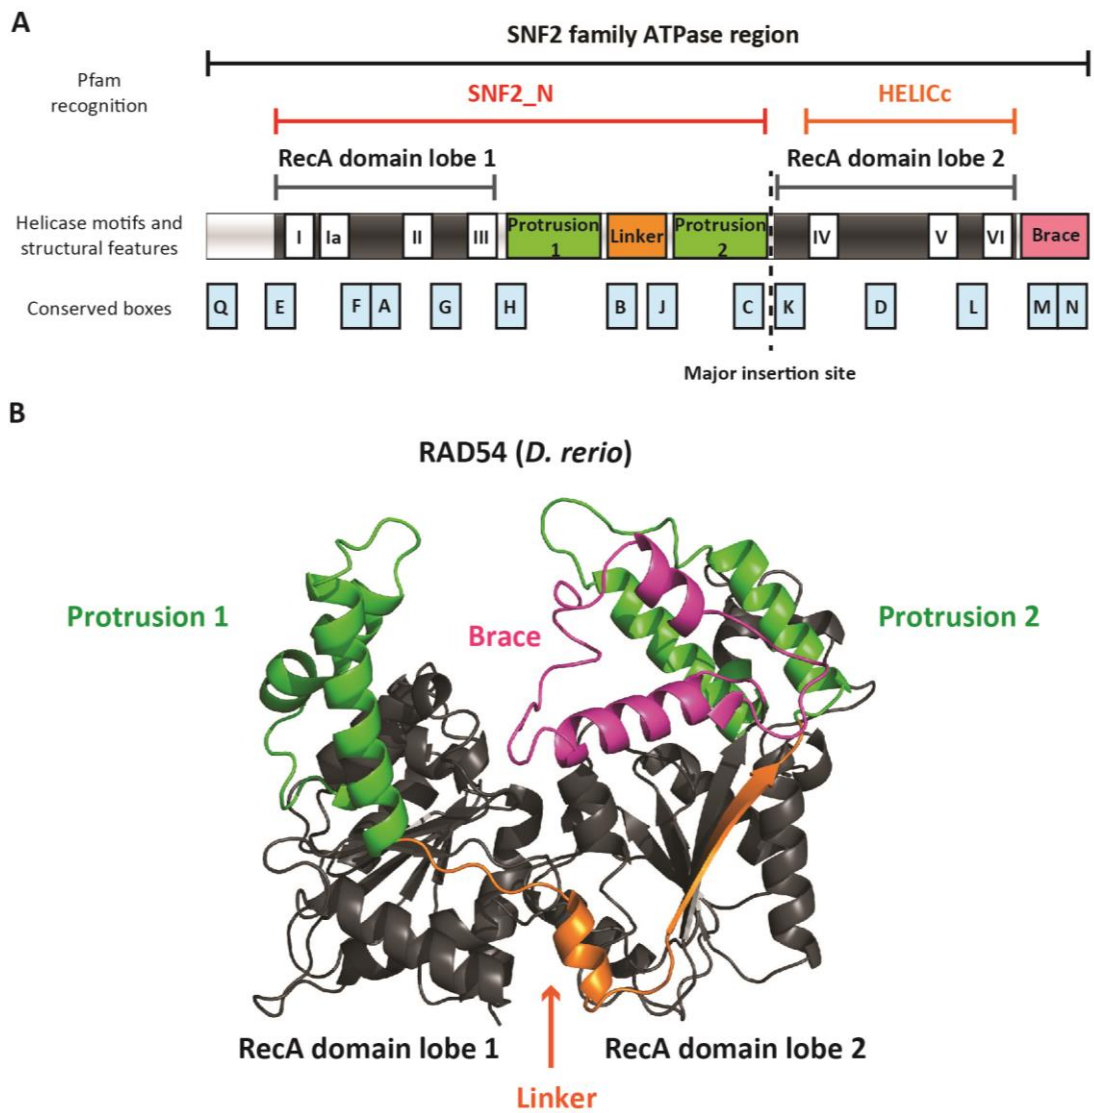 A
SNF2 family ATPase region
Pfam
recognition
SNF2_N
HELICc
RecA domain lobe 1
RecA domain lobe 2
Helicase motifs and
structural features
I
Ia
II
III
Protrusion
1
Linker
Protrusion
2
IV
V
VI
Brace
Conserved boxes
Q
E
F
A
G
H
B
J
C
K
D
L
M
N
Major insertion site
B
RAD54 (D. rerio)
Protrusion 1
Brace
Protrusion 2
RecA domain lobe 1
RecA domain lobe 2
Linker